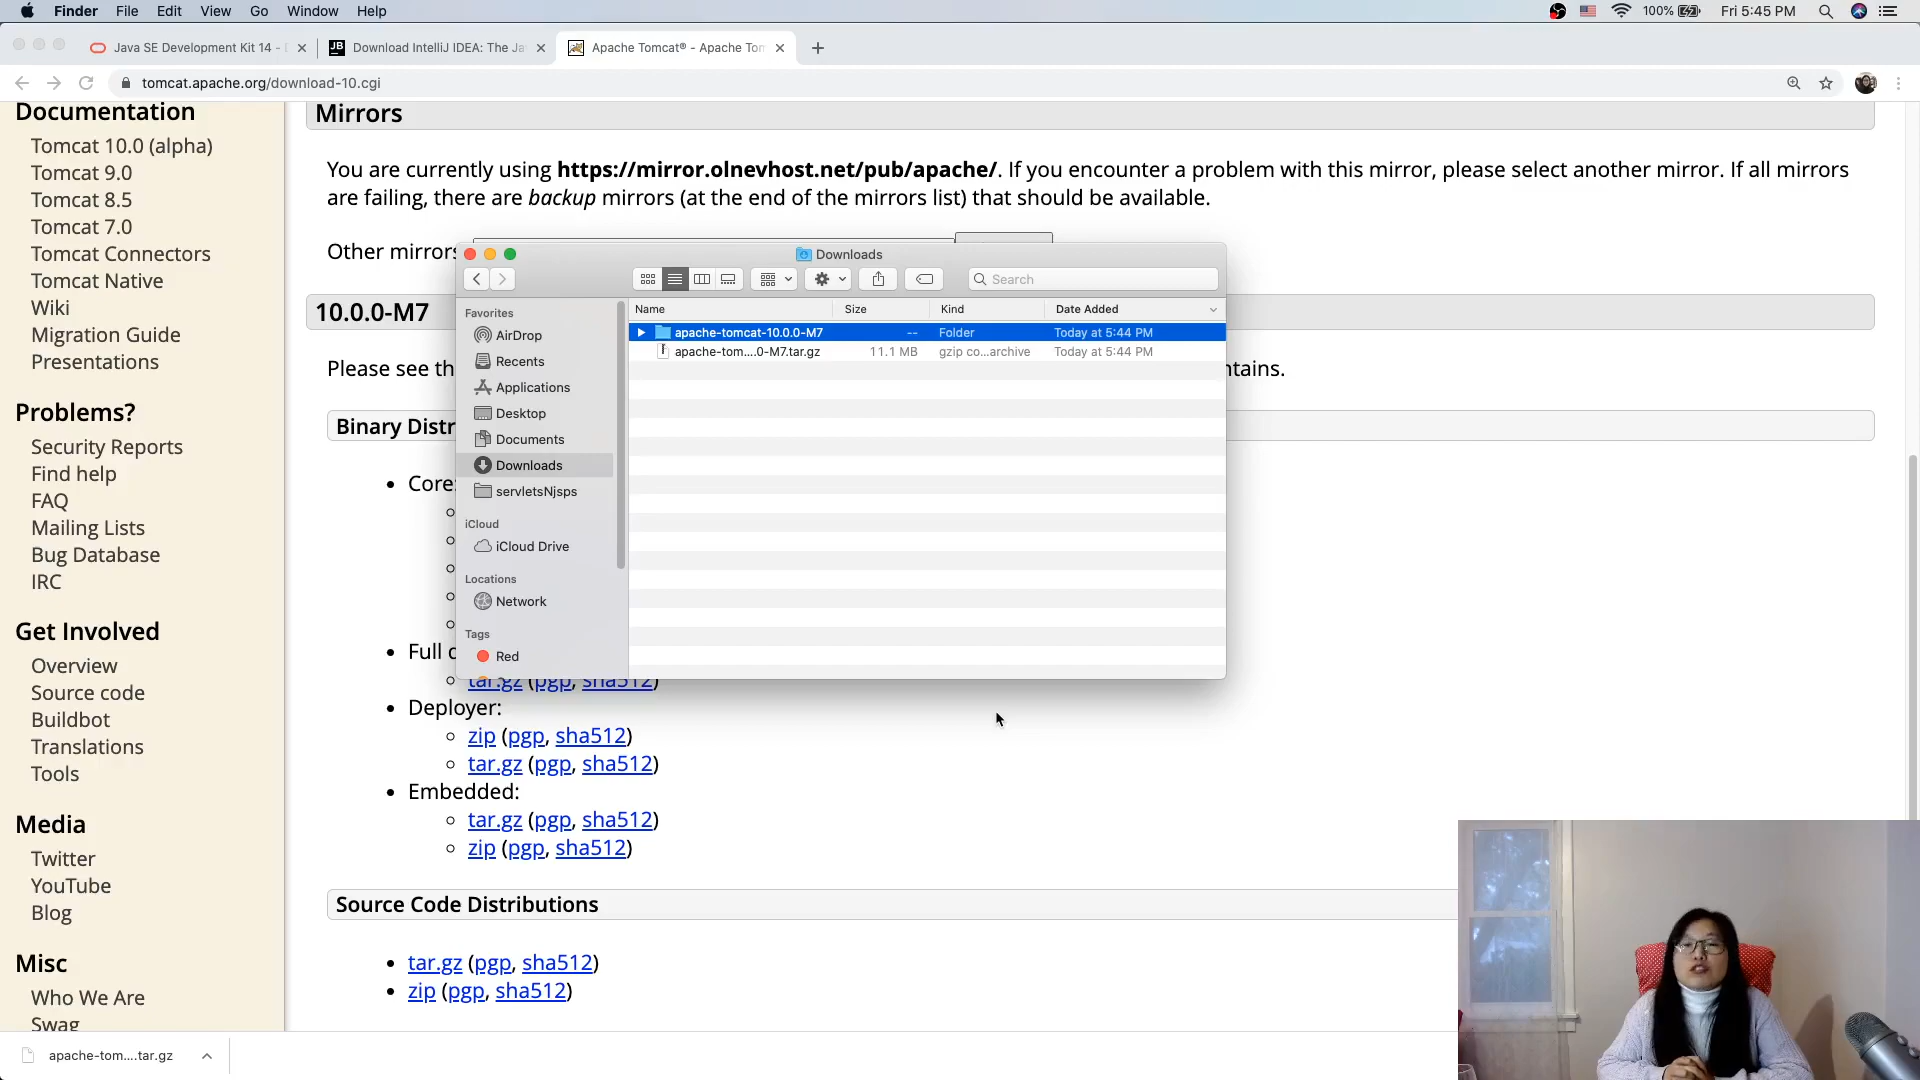 Finder File Edit View Go Window Help
100% Fri 5:45 PM
Java SE Development Kit 14 -
Download IntelliJ IDEA: The Ja
Apache Tomcat® - Apache Tom
tomcat.apache.org/download-10.cgi
Documentation
Tomcat 10.0 (alpha)
Tomcat 9.0
Tomcat 8.5
Tomcat 7.0
Tomcat Connectors
Tomcat Native
Wiki
Migration Guide
Presentations
Problems?
Security Reports
Find help
FAQ
Mailing Lists
Bug Database
IRC
Get Involved
Overview
Source code
Buildbot
Translations
Tools
Media
Twitter
YouTube
Blog
Misc
Who We Are
Swag
Mirrors
You are currently using https://mirror.olnevhost.net/pub/apache/. If you encounter a problem with this mirror, please select another mirror. If all mirrors
are failing, there are backup mirrors (at the end of the mirrors list) that should be available.
Other mirrors
10.0.0-M7
Please see th
tains.
Binary Distr
Core:
Full d
tar.gz (pgp, sha512)
Deployer:
zip (pgp, sha512)
tar.gz (pgp, sha512)
Embedded:
tar.gz (pgp, sha512)
zip (pgp, sha512)
Source Code Distributions
tar.gz (pgp, sha512)
zip (pgp, sha512)
Downloads
Search
Favorites
AirDrop
Recents
Applications
Desktop
Documents
Downloads
servletsNjsps
iCloud
iCloud Drive
Locations
Network
Tags
Red
Name Size Kind Date Added
apache-tomcat-10.0.0-M7 -- Folder Today at 5:44 PM
apache-tom....0-M7.tar.gz 11.1 MB gzip co...archive Today at 5:44 PM
apache-tom....tar.gz